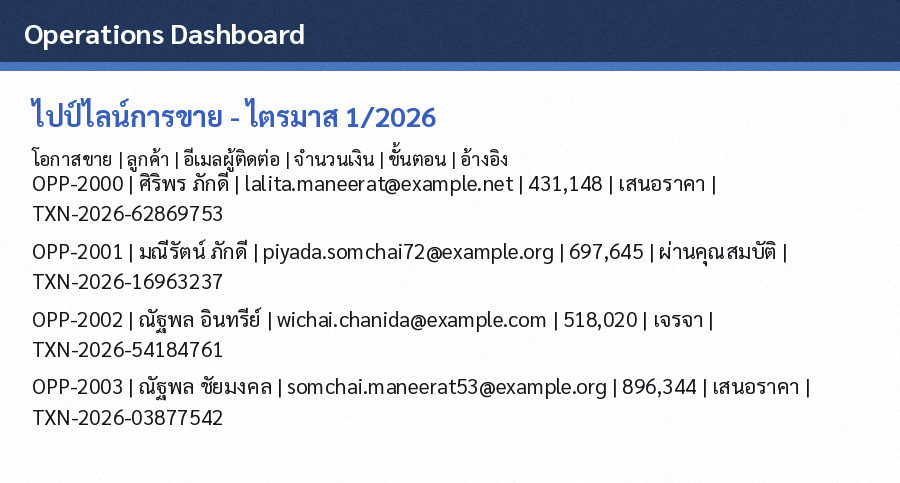 Operations Dashboard
ไปป์ไลน์การขาย - ไตรมาส 1/2026
โอกาสขาย | ลูกค้า | อีเมลผู้ติดต่อ | จำนวนเงิน | ขั้นตอน | อ้างอิง
OPP-2000 | ศิริพร ภักดี | lalita.maneerat@example.net | 431,148 | เสนอราคา |
TXN-2026-62869753
OPP-2001 | มณีรัตน์ ภักดี | piyada.somchai72@example.org | 697,645 | ผ่านคุณสมบัติ |
TXN-2026-16963237
OPP-2002 | ณัฐพล อินทรีย์ | wichai.chanida@example.com | 518,020 | เจรจา |
TXN-2026-54184761
OPP-2003 | ณัฐพล ชัยมงคล | somchai.maneerat53@example.org | 896,344 | เสนอราคา |
TXN-2026-03877542